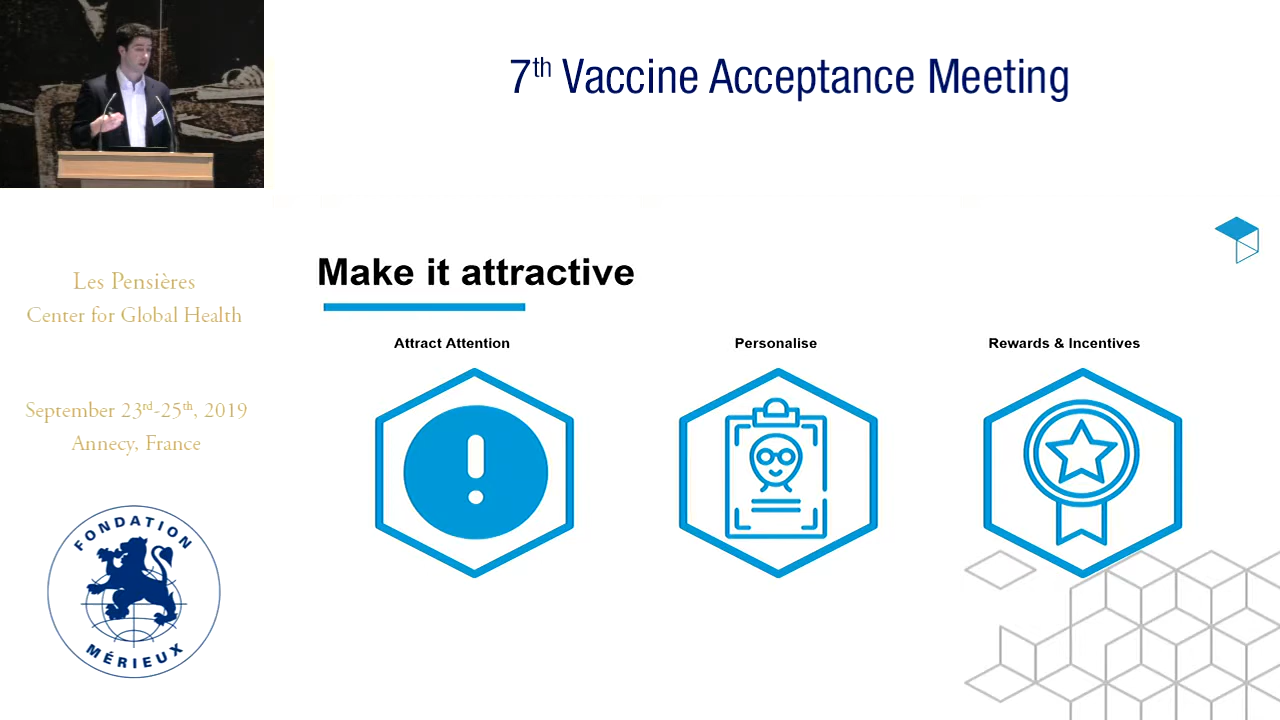 7th Vaccine Acceptance Meeting
Les Pensières
Center for Global Health
September 23rd-25th, 2019
Annecy, France
FONDATION
MÉRIEUX
Make it attractive
Attract Attention
Personalise
Rewards & Incentives